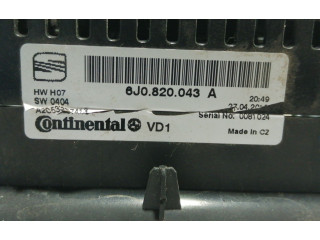 6J0.820.043 A
HW H07
SW 0404
20:49
Continental VD1
Serial No: 0081024
Made in CZ